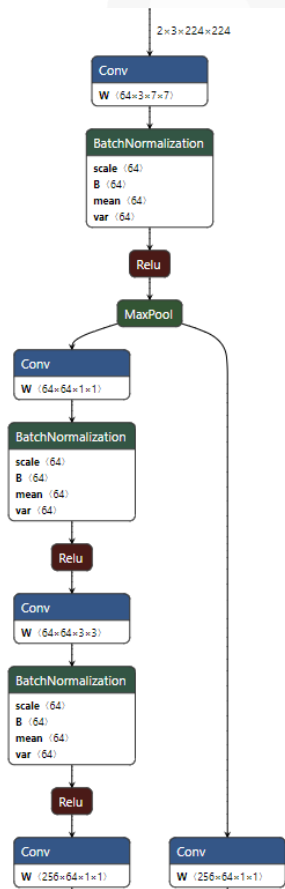 2×3×224×224
Conv
W ⟨64×3×7×7⟩
BatchNormalization
scale ⟨64⟩
B ⟨64⟩
mean ⟨64⟩
var ⟨64⟩
Relu
MaxPool
Conv
W ⟨64×64×1×1⟩
BatchNormalization
scale ⟨64⟩
B ⟨64⟩
mean ⟨64⟩
var ⟨64⟩
Relu
Conv
W ⟨64×64×3×3⟩
BatchNormalization
scale ⟨64⟩
B ⟨64⟩
mean ⟨64⟩
var ⟨64⟩
Relu
Conv
W ⟨256×64×1×1⟩
Conv
W ⟨256×64×1×1⟩